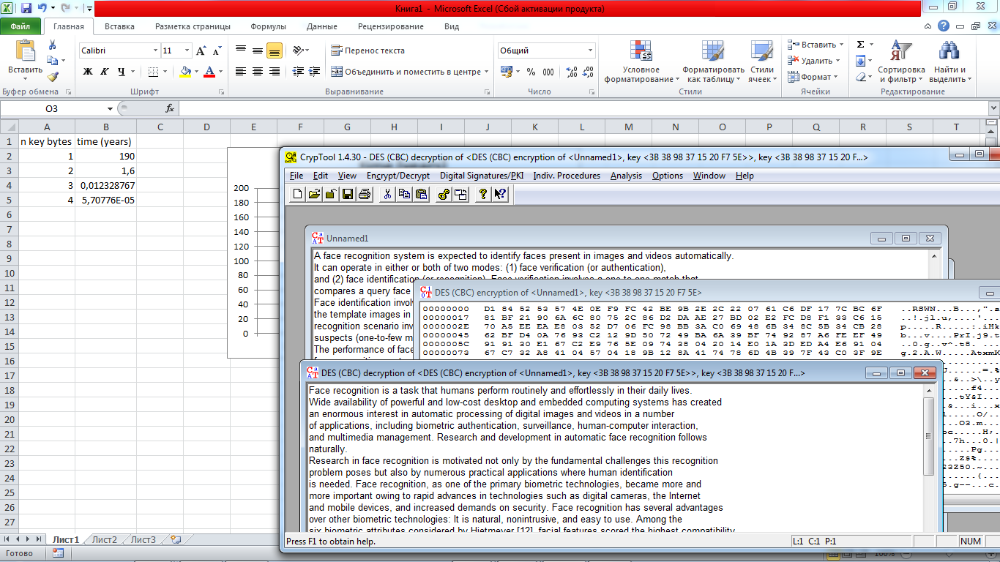 Книга1 - Microsoft Excel (Сбой активации продукта)
Файл Главная Вставка Разметка страницы Формулы Данные Рецензирование Вид
Вставить
Буфер обмена
Calibri 11
Ж К Ч
Шрифт
Перенос текста
Объединить и поместить в центре
Выравнивание
Общий
% 000
Число
Условное форматирование
Форматировать как таблицу
Стили ячеек
Стили
Вставить
Удалить
Формат
Ячейки
Σ
Сортировка и фильтр
Найти и выделить
Редактирование
O3 fx
A B C D E F G H I J K L M N O P Q R S T
1 n key bytes time (years)
2 1 190
3 2 1,6
4 3 0,012328767
5 4 5,70776E-05
6
7
8
9
10
11
12
13
14
15
16
17
18
19
20
21
22
23
24
25
26
27
200
180
160
140
120
100
80
60
40
20
0
CrypTool 1.4.30 - DES (CBC) decryption of <DES (CBC) encryption of <Unnamed1>, key <3B 38 98 37 15 20 F7 5E>>, key <3B 38 98 37 15 20 F...>
File Edit View Encrypt/Decrypt Digital Signatures/PKI Indiv. Procedures Analysis Options Window Help
Unnamed1
A face recognition system is expected to identify faces present in images and videos automatically.
It can operate in either or both of two modes: (1) face verification (or authentication),
and (2) face identification (or recognition). Face verification involves a one-to-one match that
compares a query face
Face identification involv
the template images in
recognition scenario inv
suspects (one-to-few m
The performance of face
DES (CBC) encryption of <Unnamed1>, key <3B 38 98 37 15 20 F7 5E>
00000000 D1 84 52 53 57 4E 0E F9 FC 42 BE 9B 2E 2C 22 07 61 C6 DF 17 7C BC 6F ..RSWN...B...,".a
00000017 81 BF 21 90 6A 6C 80 75 2C 86 D2 DA AE 27 BD 02 E2 FC D8 F1 33 C6 15 ..!.jl.u,....'...
0000002E 70 A5 EE EA E8 03 52 D7 06 FC 98 BB 3A C0 69 48 6B 34 8C 5B 34 CB 28 p.....R.....:.iHk
00000045 62 BF D4 0A 76 93 C2 12 9D 50 72 49 BA 6A 39 BF 74 92 87 A6 FE EF 49 b...v....PrI.j9.t
0000005C 91 91 30 E1 67 C2 E9 76 5E 09 74 38 04 20 14 E0 1A 3D ED A4 E6 91 04 ..0.g..v^.t8. ...
00000073 67 C7 32 A8 41 04 57 04 18 9B 12 8A 41 74 78 6D 4B 39 7F 43 C0 3F 9E g.2.A.W.....AtxmK
DES (CBC) decryption of <DES (CBC) encryption of <Unnamed1>, key <3B 38 98 37 15 20 F7 5E>>, key <3B 38 98 37 15 20 F...>
Face recognition is a task that humans perform routinely and effortlessly in their daily lives.
Wide availability of powerful and low-cost desktop and embedded computing systems has created
an enormous interest in automatic processing of digital images and videos in a number
of applications, including biometric authentication, surveillance, human-computer interaction,
and multimedia management. Research and development in automatic face recognition follows
naturally.
Research in face recognition is motivated not only by the fundamental challenges this recognition
problem poses but also by numerous practical applications where human identification
is needed. Face recognition, as one of the primary biometric technologies, became more and
more important owing to rapid advances in technologies such as digital cameras, the Internet
and mobile devices, and increased demands on security. Face recognition has several advantages
over other biometric technologies: It is natural, nonintrusive, and easy to use. Among the
six biometric attributes considered by Hietmeyer [12], facial features scored the highest compatibility
Press F1 to obtain help. L:1 C:1 P:1 NUM
Лист1 Лист2 Лист3
Готово 100%